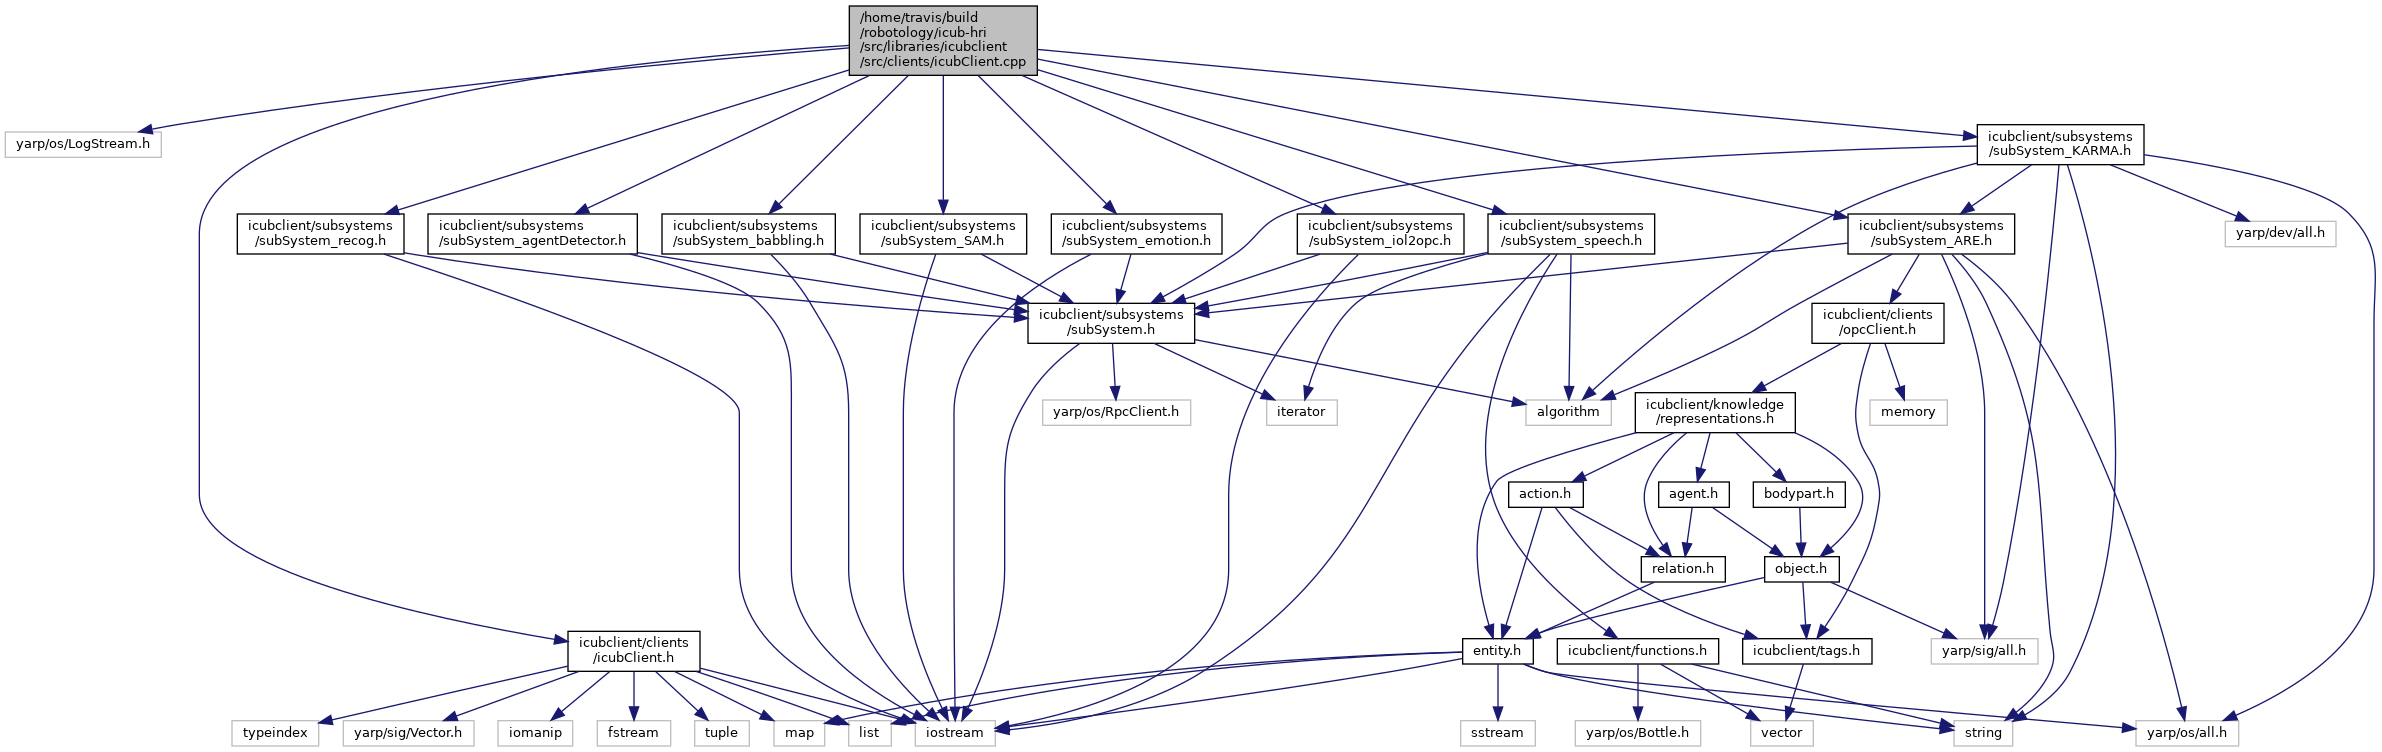 /home/travis/build
/robotology/icub-hri
/src/libraries/icubclient
/src/clients/icubClient.cpp
yarp/os/LogStream.h
icubclient/subsystems
/subSystem_KARMA.h
icubclient/subsystems
/subSystem_recog.h
icubclient/subsystems
/subSystem_agentDetector.h
icubclient/subsystems
/subSystem_babbling.h
icubclient/subsystems
/subSystem_SAM.h
icubclient/subsystems
/subSystem_emotion.h
icubclient/subsystems
/subSystem_iol2opc.h
icubclient/subsystems
/subSystem_speech.h
icubclient/subsystems
/subSystem_ARE.h
yarp/dev/all.h
icubclient/subsystems
/subSystem.h
icubclient/clients
/opcClient.h
yarp/os/RpcClient.h
iterator
algorithm
icubclient/knowledge
/representations.h
memory
action.h
agent.h
bodypart.h
relation.h
object.h
icubclient/clients
/icubClient.h
entity.h
icubclient/functions.h
icubclient/tags.h
yarp/sig/all.h
typeindex
yarp/sig/Vector.h
iomanip
fstream
tuple
map
list
iostream
sstream
yarp/os/Bottle.h
vector
string
yarp/os/all.h